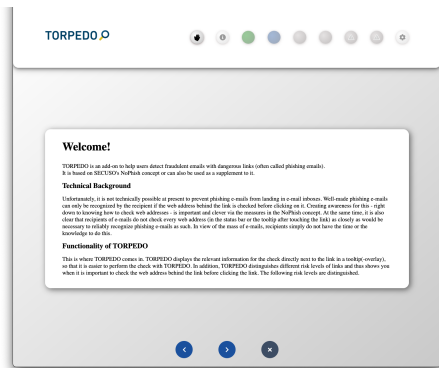 TORPEDO
Welcome!
TORPEDO is an add-on to help users detect fraudulent emails with dangerous links (often called phishing emails).
It is based on SECUSO's NoPhish concept or can also be used as a supplement to it.
Technical Background
Unfortunately, it is not technically possible at present to prevent phishing e-mails from landing in e-mail inboxes. Well-made phishing e-mails
can only be recognized by the recipient if the web address behind the link is checked before clicking on it. Creating awareness for this - right
down to knowing how to check web addresses - is important and clever via the measures in the NoPhish concept. At the same time, it is also
clear that recipients of e-mails do not check every web address (in the status bar or the tooltip after touching the link) as closely as would be
necessary to reliably recognize phishing e-mails as such. In view of the mass of e-mails, recipients simply do not have the time or the
knowledge to do this.
Functionality of TORPEDO
This is where TORPEDO comes in. TORPEDO displays the relevant information for the check directly next to the link in a tooltip(-overlay),
so that it is easier to perform the check with TORPEDO. In addition, TORPEDO distinguishes different risk levels of links and thus shows you
when it is important to check the web address behind the link before clicking the link. The following risk levels are distinguished.